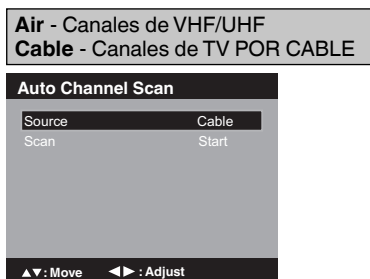 Air - Canales de VHF/UHF
Cable - Canales de TV POR CABLE
Auto Channel Scan
Source Cable
Scan Start
▲▼: Move ◀▶ : Adjust